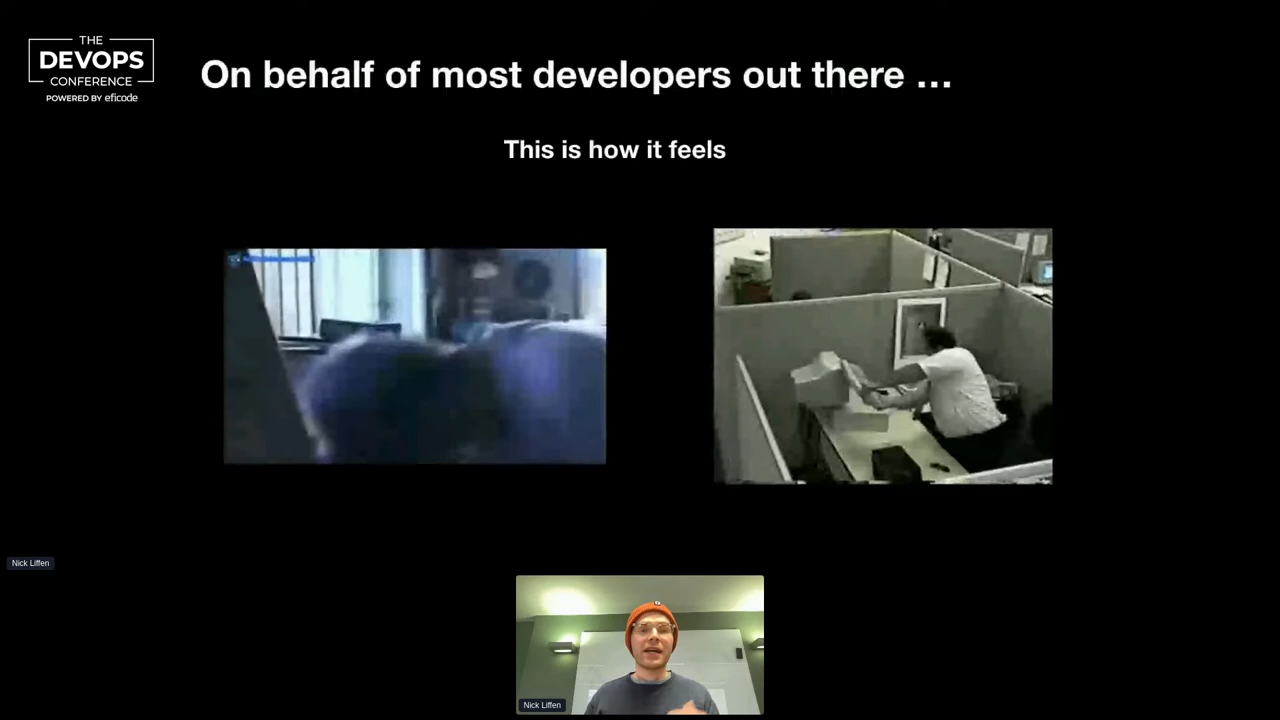 THE
DEVOPS
CONFERENCE
POWERED BY eficode
On behalf of most developers out there ...
This is how it feels
Nick Liffen
Nick Liffen